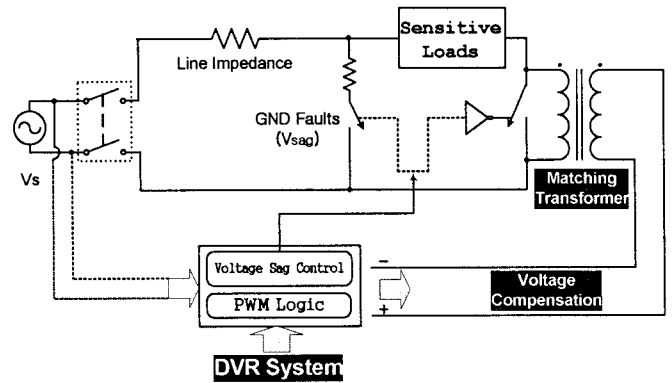 Sensitive
Loads
Line Impedance
GND Faults
(Vsag)
Vs
Matching
Transformer
Voltage Sag Control
PWM Logic
−
+
Voltage
Compensation
DVR System